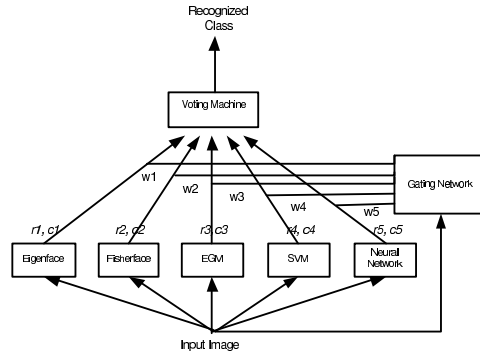 Recognized
Class
Voting Machine
w1
w2
w3
w4
w5
Gating Network
r1, c1
r2, c2
r3, c3
r4, c4
r5, c5
Eigenface
Fisherface
EGM
SVM
Neural
Network
Input Image